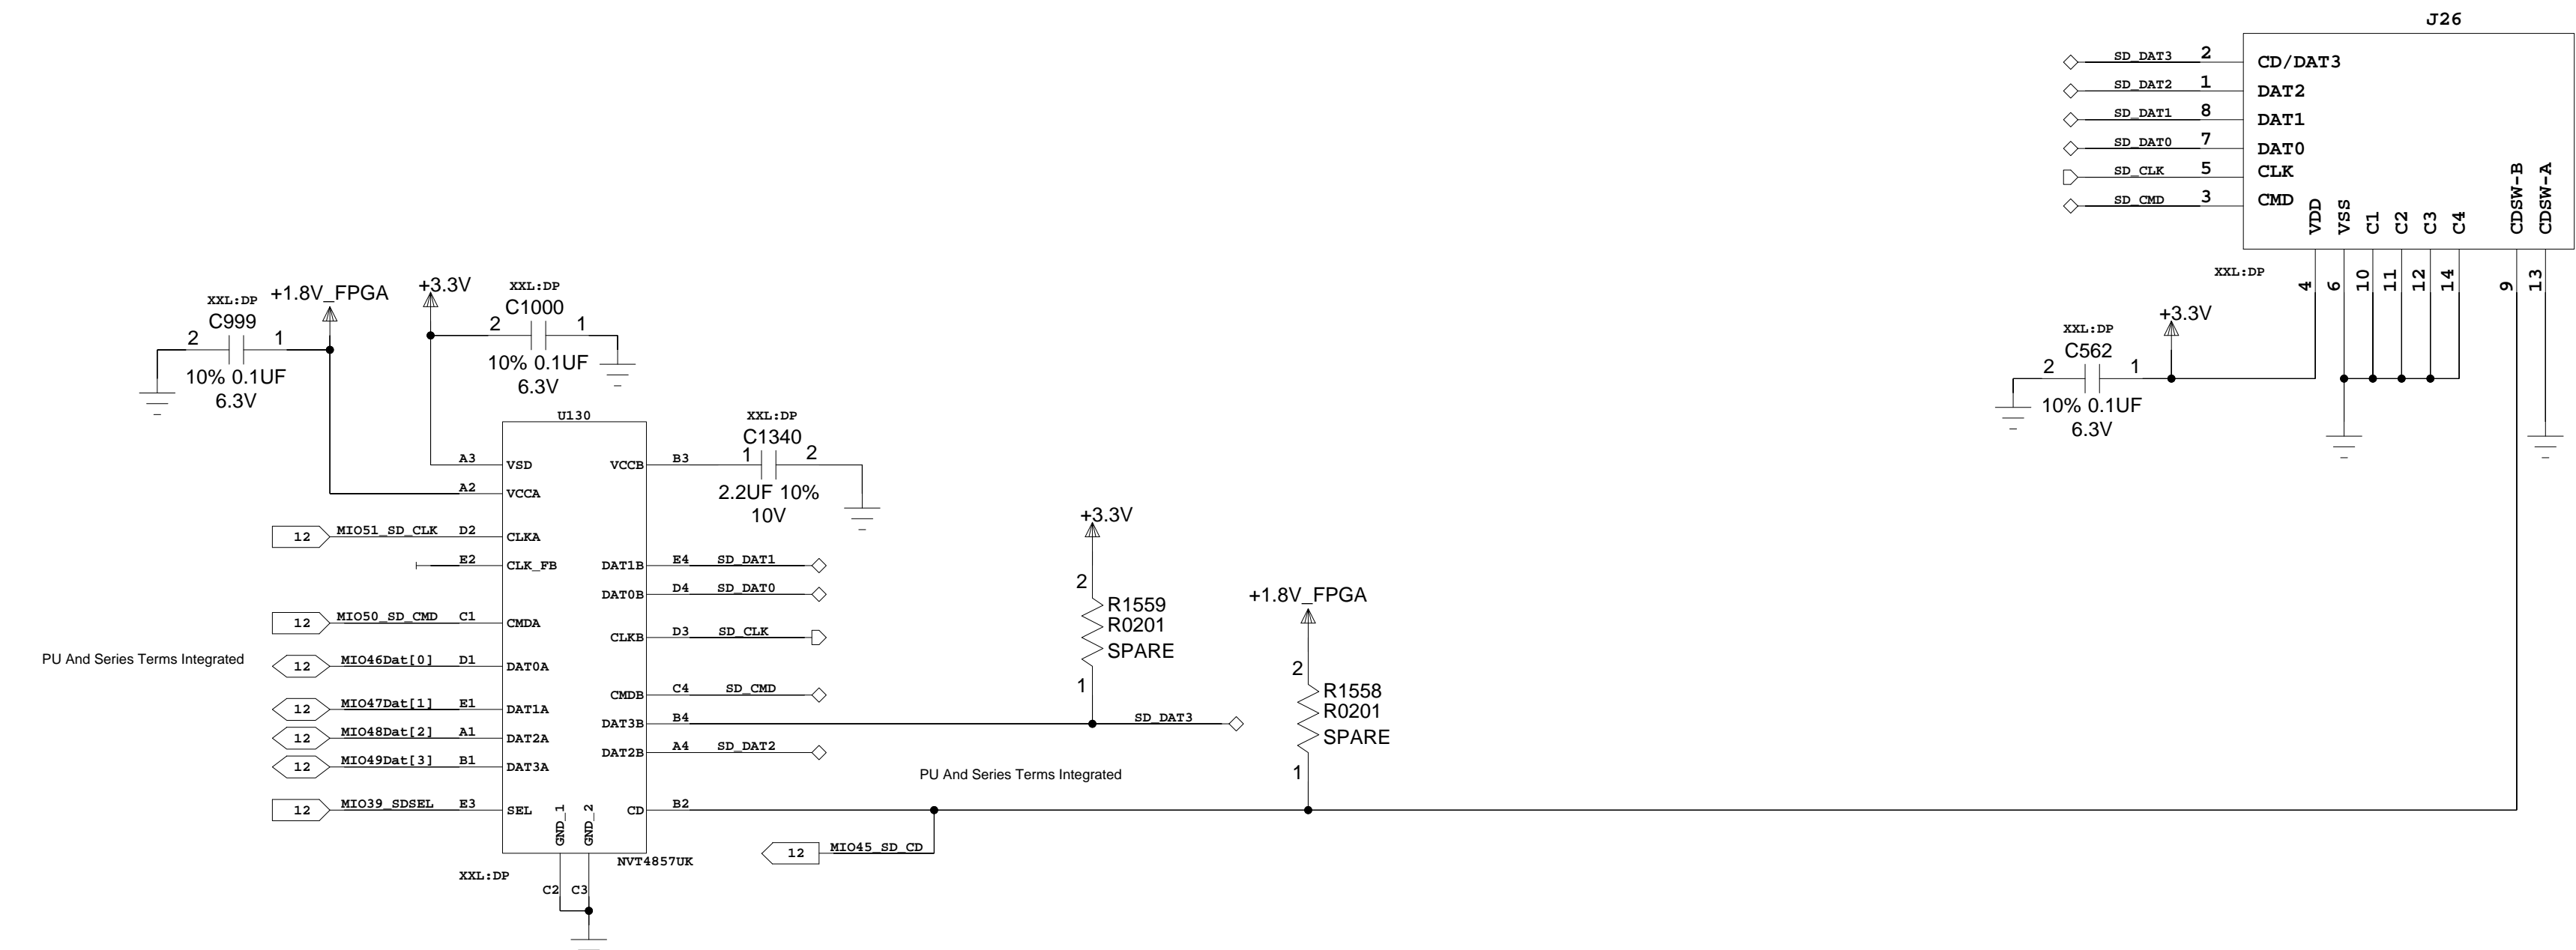 J26
SD_DAT3 2 CD/DAT3
SD_DAT2 1 DAT2
SD_DAT1 8 DAT1
SD_DAT0 7 DAT0
SD_CLK 5 CLK
SD_CMD 3 CMD
VDD VSS C1 C2 C3 C4 CDSW-B CDSW-A
4 6 10 11 12 14 9 13
XXL:DP
+3.3V
XXL:DP
C562
2 1
10% 0.1UF
6.3V
XXL:DP
C999
+1.8V_FPGA
2 1
10% 0.1UF
6.3V
+3.3V
XXL:DP
C1000
2 1
10% 0.1UF
6.3V
U130
XXL:DP
C1340
1 2
2.2UF 10%
10V
A3 VSD
VCCB B3
A2 VCCA
12 MIO51_SD_CLK D2 CLKA
E2 CLK_FB
DAT1B E4 SD_DAT1
DAT0B D4 SD_DAT0
12 MIO50_SD_CMD C1 CMDA
CLKB D3 SD_CLK
PU And Series Terms Integrated
12 MIO46Dat[0] D1 DAT0A
CMDB C4 SD_CMD
12 MIO47Dat[1] E1 DAT1A
DAT3B B4 SD_DAT3
12 MIO48Dat[2] A1 DAT2A
DAT2B A4 SD_DAT2
12 MIO49Dat[3] B1 DAT3A
PU And Series Terms Integrated
12 MIO39_SDSEL E3 SEL
GND_1 GND_2
CD B2
12 MIO45_SD_CD
NVT4857UK
XXL:DP
C2 C3
+3.3V
2
R1559
R0201
SPARE
1
+1.8V_FPGA
2
R1558
R0201
SPARE
1